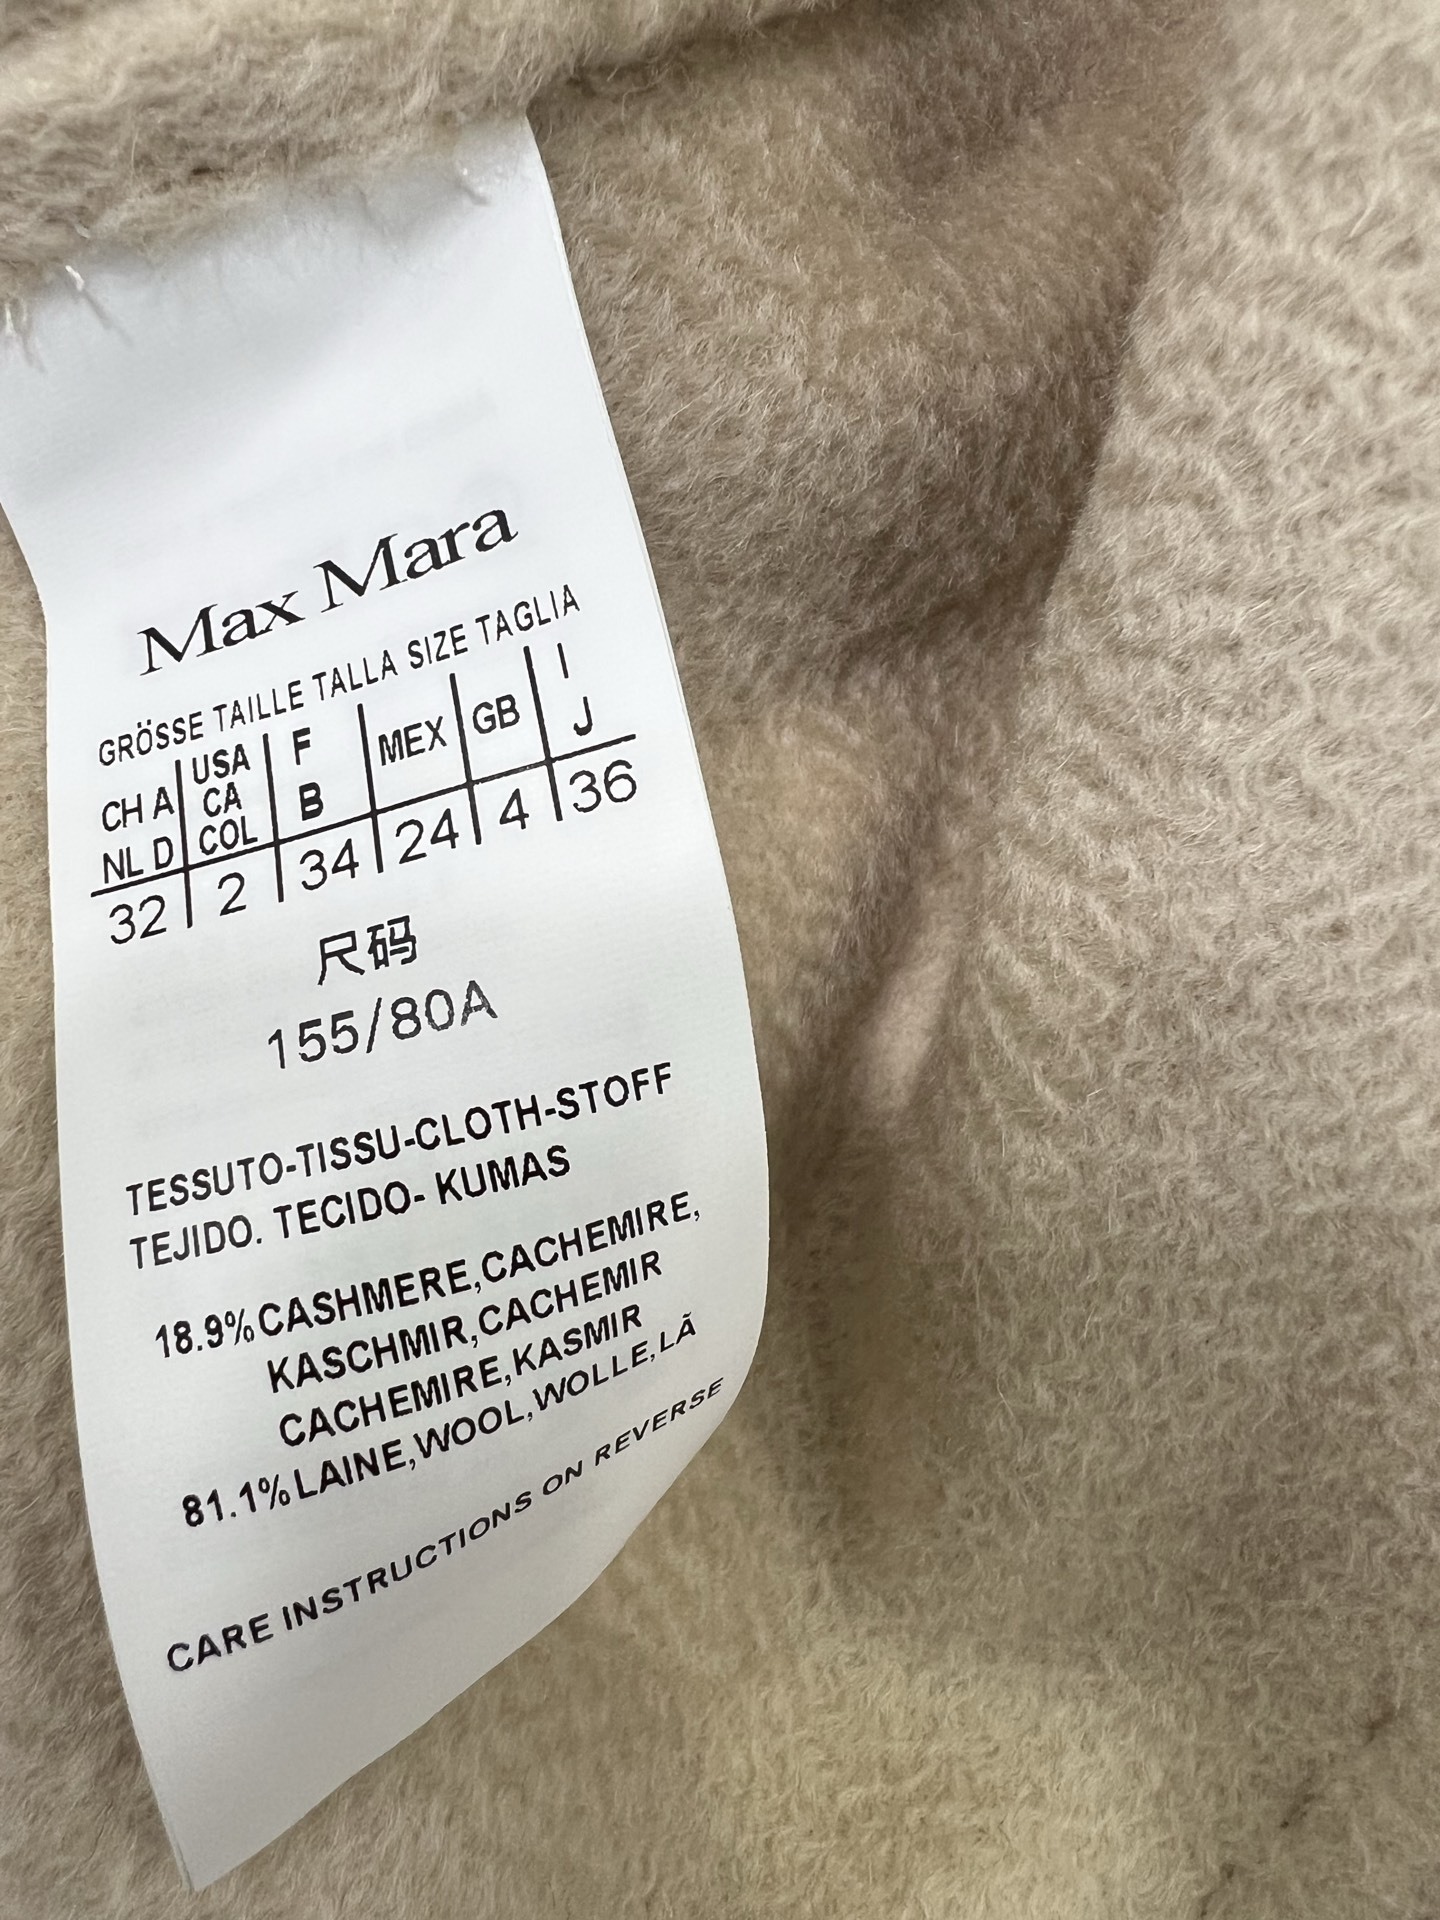 Max Mara
GRÖSSE TAILLE TALLA SIZE TAGLIA
CH A USA F MEX GB I
NL D CA B J
COL
32 2 34 24 4 36
尺码
155/80A
TESSUTO-TISSU-CLOTH-STOFF
TEJIDO. TECIDO- KUMAS
18.9%CASHMERE,CACHEMIRE,
KASCHMIR,CACHEMIR
CACHEMIRE,KASMIR
81.1%LAINE,WOOL,WOLLE,LÃ
CARE INSTRUCTIONS ON REVERSE